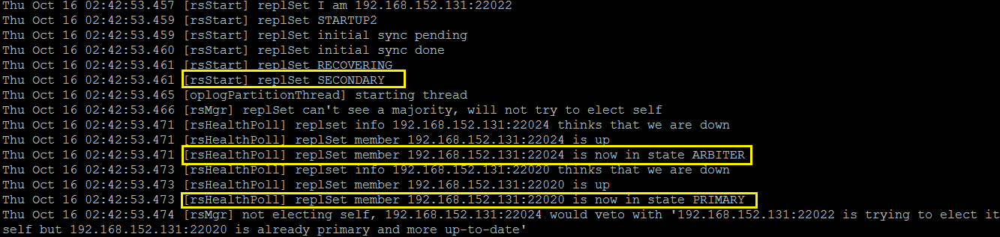 Thu Oct 16 02:42:53.457 [rsStart] replSet I am 192.168.152.131:22022
Thu Oct 16 02:42:53.459 [rsStart] replSet STARTUP2
Thu Oct 16 02:42:53.459 [rsStart] replSet initial sync pending
Thu Oct 16 02:42:53.460 [rsStart] replSet initial sync done
Thu Oct 16 02:42:53.461 [rsStart] replSet RECOVERING
Thu Oct 16 02:42:53.461 [rsStart] replSet SECONDARY
Thu Oct 16 02:42:53.465 [oplogPartitionThread] starting thread
Thu Oct 16 02:42:53.466 [rsMgr] replSet can't see a majority, will not try to elect self
Thu Oct 16 02:42:53.471 [rsHealthPoll] replset info 192.168.152.131:22024 thinks that we are down
Thu Oct 16 02:42:53.471 [rsHealthPoll] replSet member 192.168.152.131:22024 is up
Thu Oct 16 02:42:53.471 [rsHealthPoll] replSet member 192.168.152.131:22024 is now in state ARBITER
Thu Oct 16 02:42:53.473 [rsHealthPoll] replset info 192.168.152.131:22020 thinks that we are down
Thu Oct 16 02:42:53.473 [rsHealthPoll] replSet member 192.168.152.131:22020 is up
Thu Oct 16 02:42:53.473 [rsHealthPoll] replSet member 192.168.152.131:22020 is now in state PRIMARY
Thu Oct 16 02:42:53.474 [rsMgr] not electing self, 192.168.152.131:22024 would veto with '192.168.152.131:22022 is trying to elect it
self but 192.168.152.131:22020 is already primary and more up-to-date'